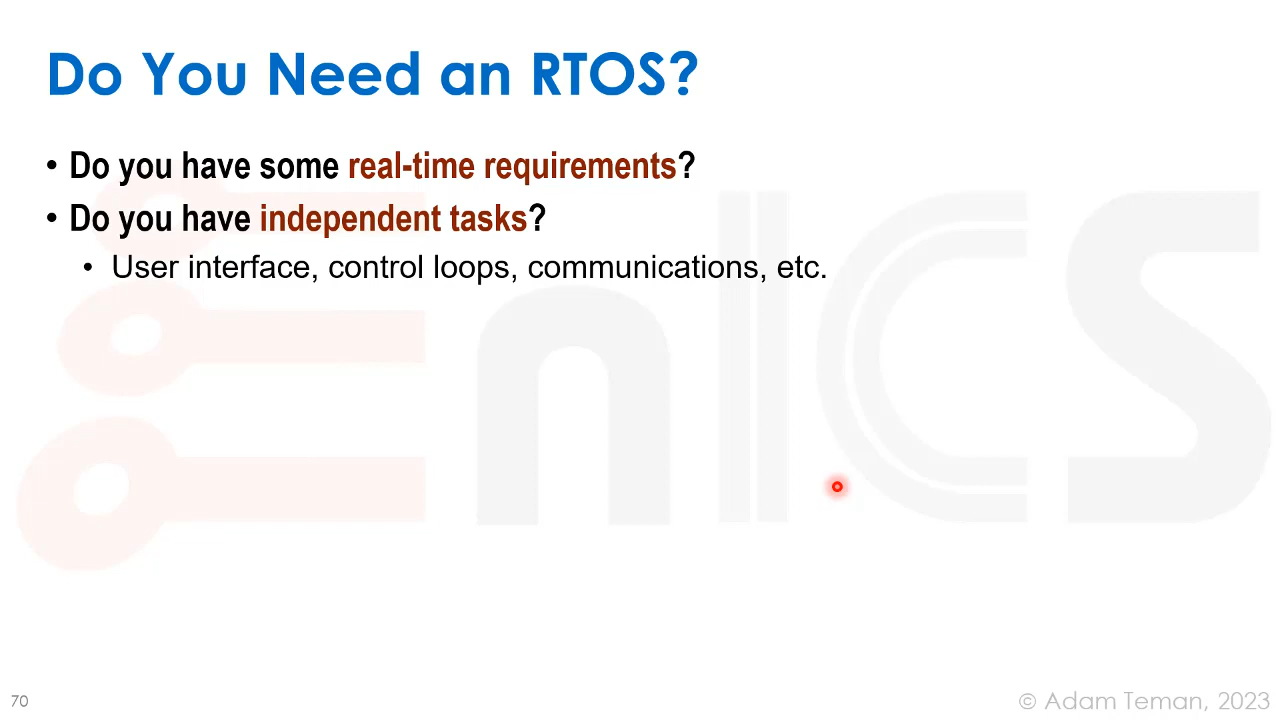 Do You Need an RTOS?
• Do you have some real-time requirements?
• Do you have independent tasks?
• User interface, control loops, communications, etc.
EnICS
70
© Adam Teman, 2023